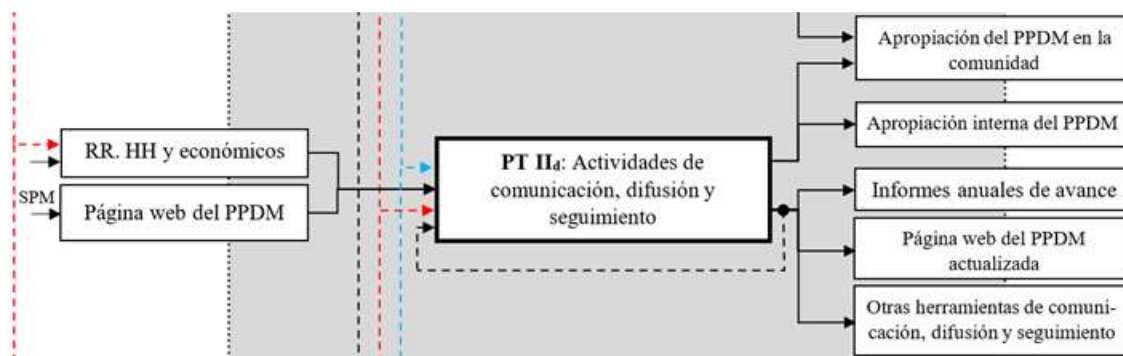 RR. HH y económicos
SPM
Página web del PPDM
PT IId: Actividades de
comunicación, difusión y
seguimiento
Apropiación del PPDM en la
comunidad
Apropiación interna del PPDM
Informes anuales de avance
Página web del PPDM
actualizada
Otras herramientas de comuni-
cación, difusión y seguimiento